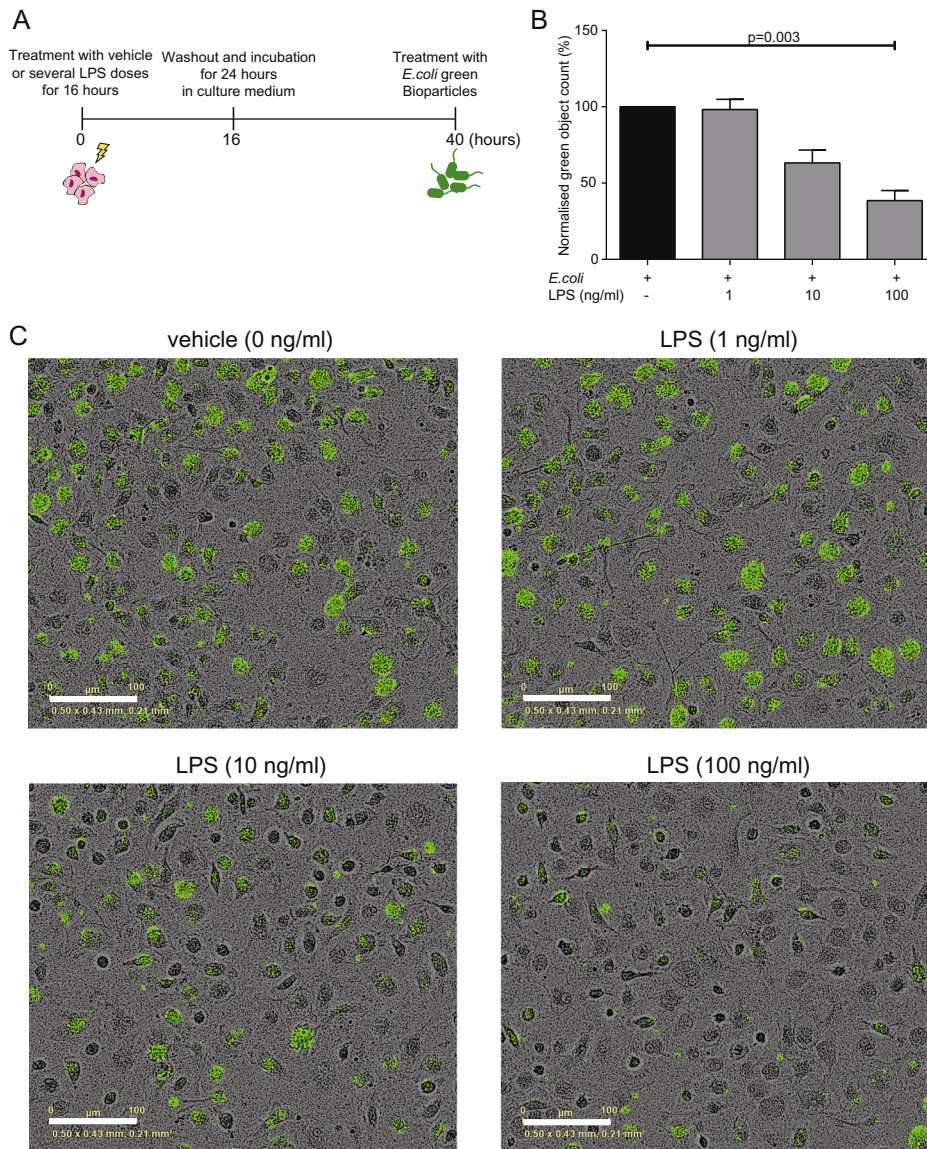 A
Treatment with vehicle
or several LPS doses
for 16 hours
Washout and incubation
for 24 hours
in culture medium
Treatment with
E.coli green
Bioparticles
0
16
40 (hours)
B
Normalised green object count (%)
150
100
50
0
p=0.003
E.coli + + + +
LPS (ng/ml) - 1 10 100
C
vehicle (0 ng/ml)
0 µm 100
0.50 x 0.43 mm, 0.21 mm²
LPS (1 ng/ml)
0 µm 100
0.50 x 0.43 mm, 0.21 mm²
LPS (10 ng/ml)
0 µm 100
0.50 x 0.43 mm, 0.21 mm²
LPS (100 ng/ml)
0 µm 100
0.50 x 0.43 mm, 0.21 mm²